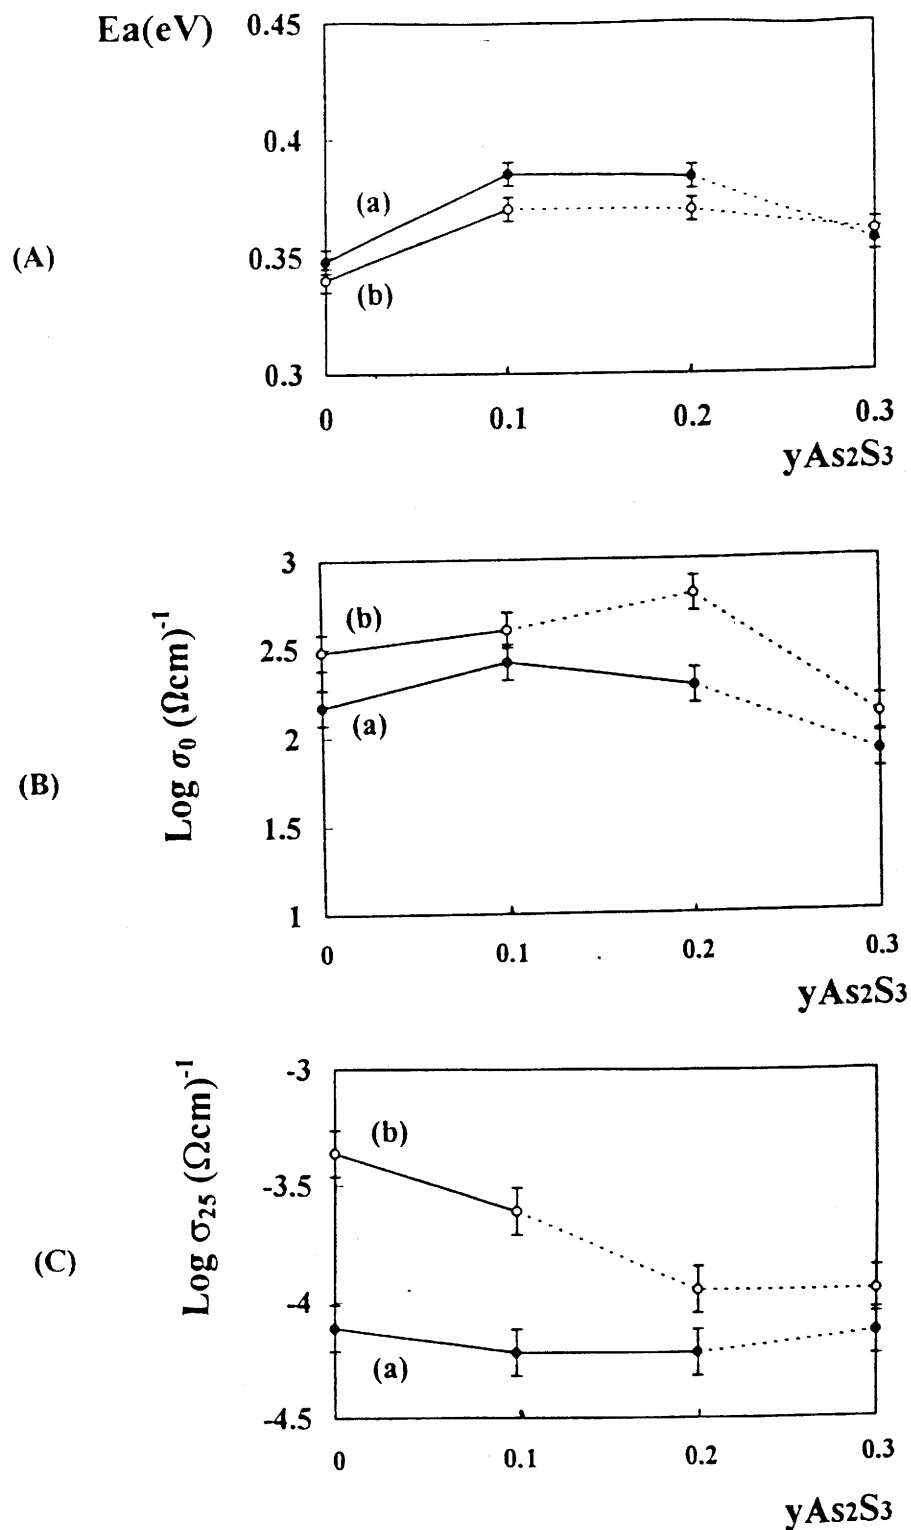 Ea(eV) 0.45
0.4
(a)
(A) 0.35
(b)
0.3
0 0.1 0.2 0.3
yAs2S3
3
(b)
2.5
(a)
2
(B) Log σ0 (Ωcm)-1
1.5
1
0 0.1 0.2 0.3
yAs2S3
-3
(b)
-3.5
(C) Log σ25 (Ωcm)-1
-4
(a)
-4.5
0 0.1 0.2 0.3
yAs2S3